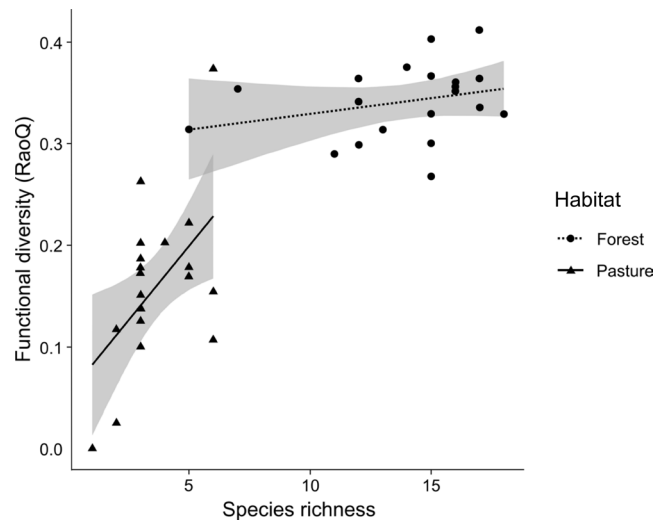 Functional diversity (RaoQ)
0.4
0.3
0.2
0.1
0.0
5
10
15
Species richness
Habitat
Forest
Pasture